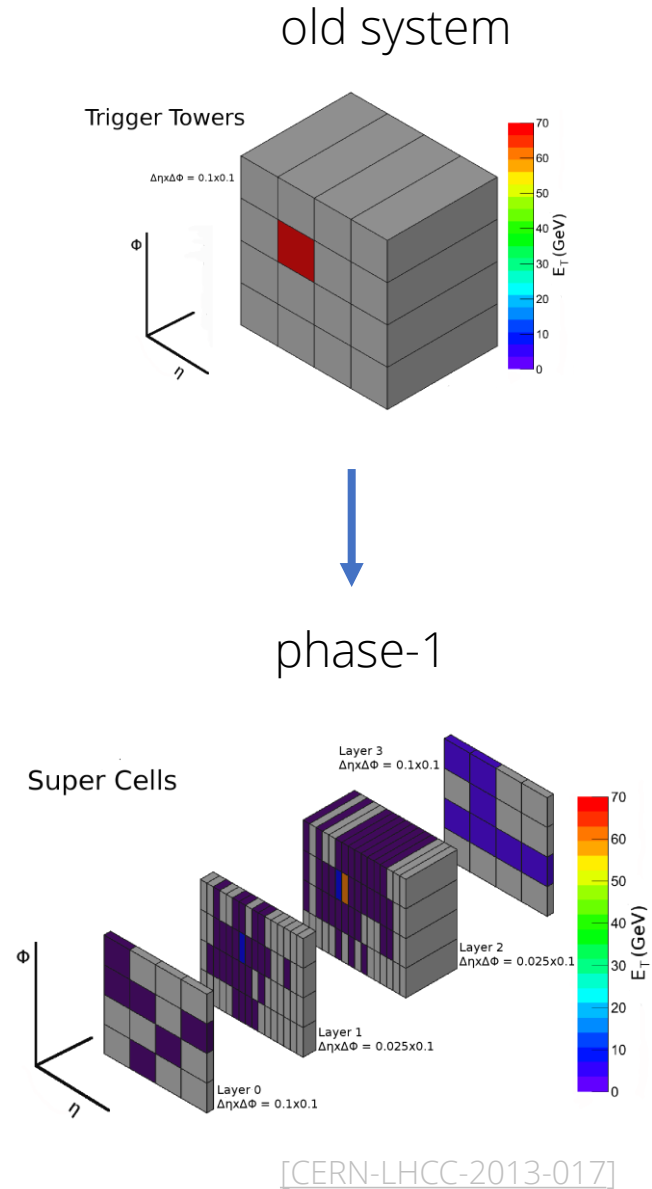 old system
Trigger Towers
ΔηxΔΦ = 0.1x0.1
Φ
η
70
60
50
40
30
20
10
0
E_T (GeV)
phase-1
Super Cells
Layer 3
ΔηxΔΦ = 0.1x0.1
Layer 2
ΔηxΔΦ = 0.025x0.1
Layer 1
ΔηxΔΦ = 0.025x0.1
Layer 0
ΔηxΔΦ = 0.1x0.1
Φ
η
70
60
50
40
30
20
10
0
E_T (GeV)
[CERN-LHCC-2013-017]